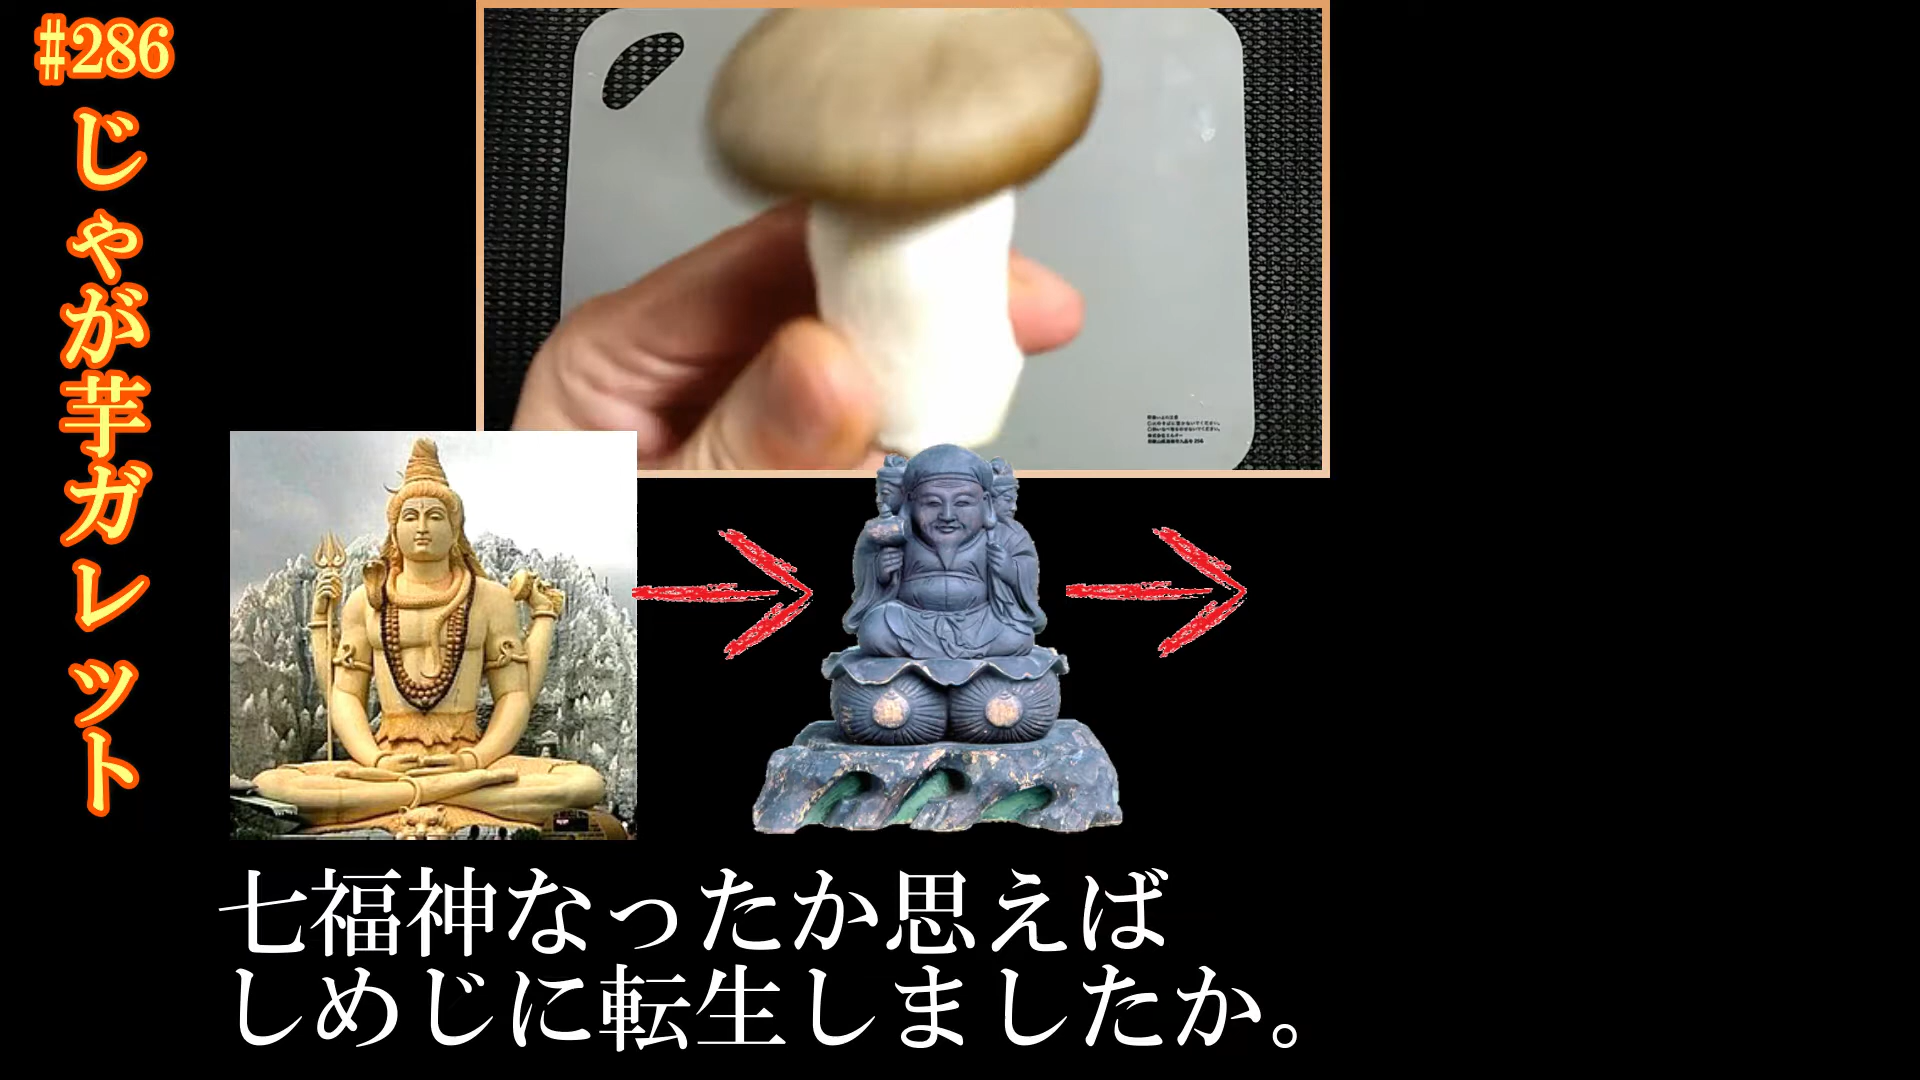 #286
じゃが芋ガレット
七福神なったか思えば
しめじに転生しましたか。